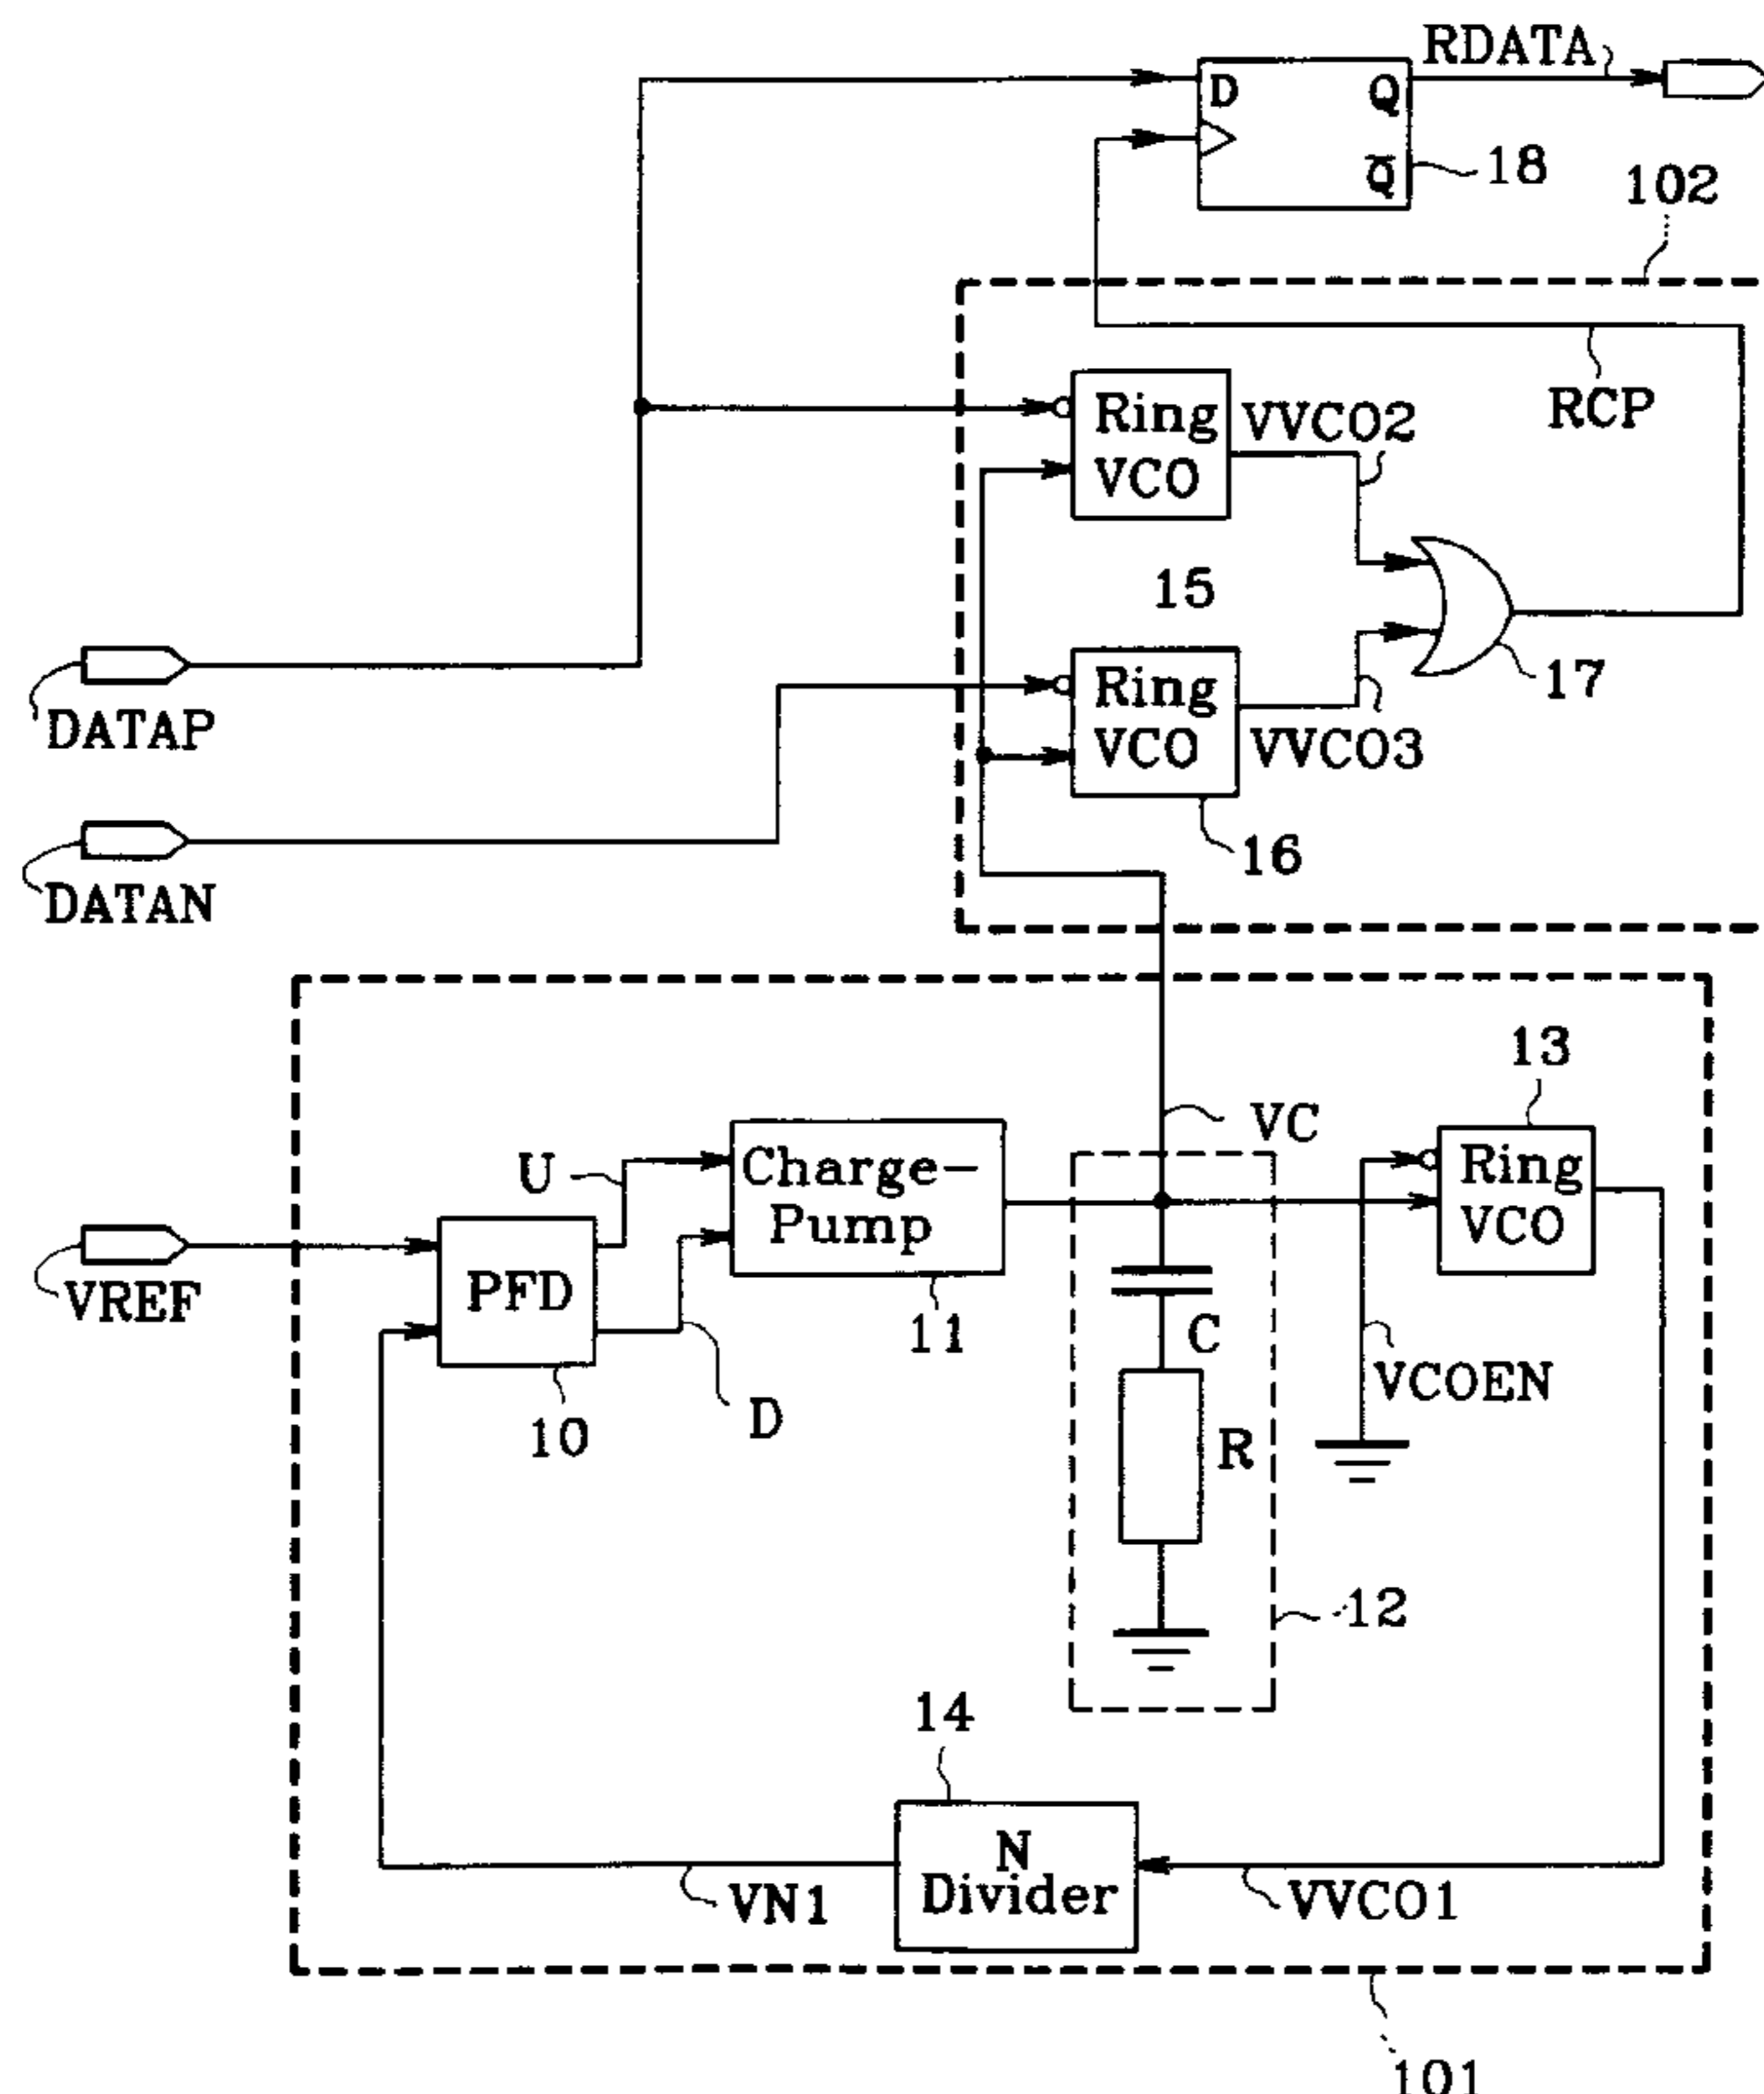 RDATA
D
Q
Q̅
18
102
RCP
Ring
VCO
VVCO2
15
17
Ring
VCO
VVCO3
16
DATAP
DATAN
13
VC
U
Charge-
Pump
Ring
VCO
VREF
PFD
11
C
VCOEN
10
D
R
12
14
N
Divider
VN1
VVCO1
101